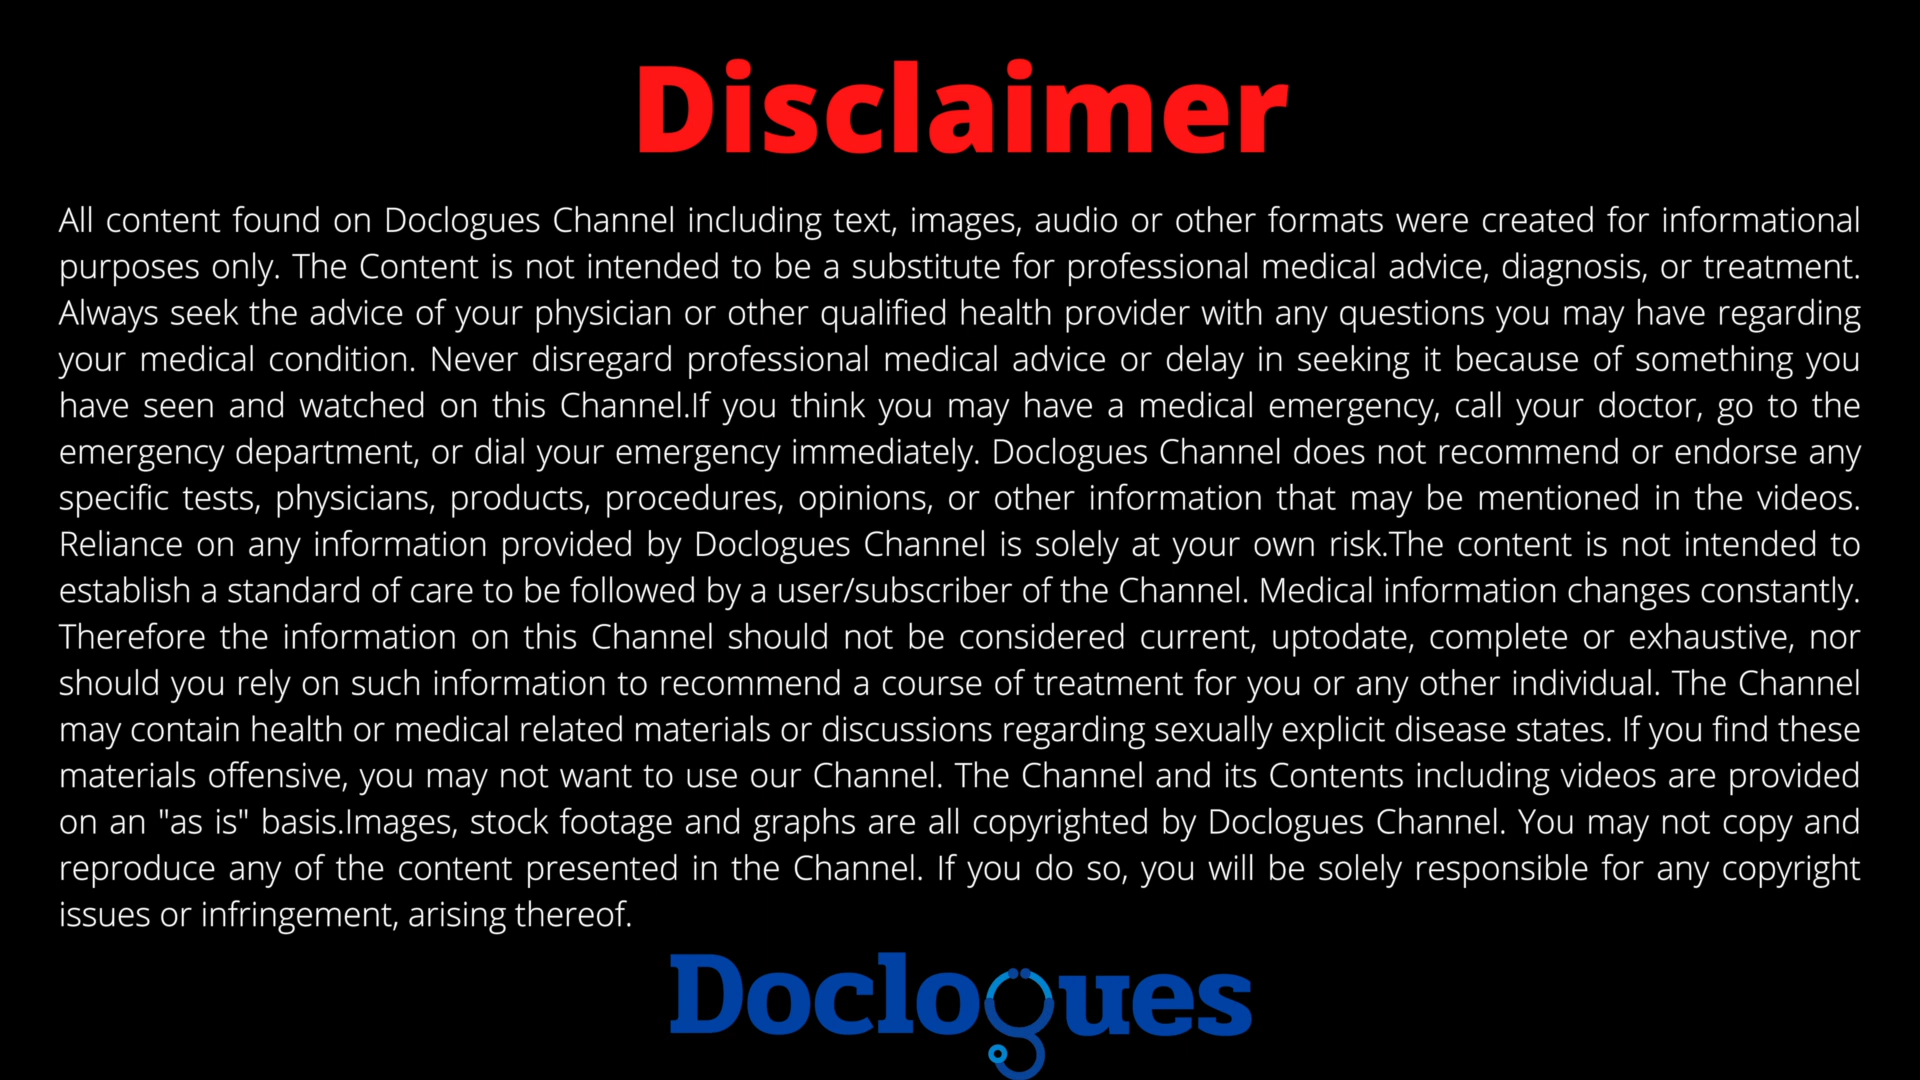 Disclaimer
All content found on Doclogues Channel including text, images, audio or other formats were created for informational
purposes only. The Content is not intended to be a substitute for professional medical advice, diagnosis, or treatment.
Always seek the advice of your physician or other qualified health provider with any questions you may have regarding
your medical condition. Never disregard professional medical advice or delay in seeking it because of something you
have seen and watched on this Channel.If you think you may have a medical emergency, call your doctor, go to the
emergency department, or dial your emergency immediately. Doclogues Channel does not recommend or endorse any
specific tests, physicians, products, procedures, opinions, or other information that may be mentioned in the videos.
Reliance on any information provided by Doclogues Channel is solely at your own risk.The content is not intended to
establish a standard of care to be followed by a user/subscriber of the Channel. Medical information changes constantly.
Therefore the information on this Channel should not be considered current, uptodate, complete or exhaustive, nor
should you rely on such information to recommend a course of treatment for you or any other individual. The Channel
may contain health or medical related materials or discussions regarding sexually explicit disease states. If you find these
materials offensive, you may not want to use our Channel. The Channel and its Contents including videos are provided
on an "as is" basis.Images, stock footage and graphs are all copyrighted by Doclogues Channel. You may not copy and
reproduce any of the content presented in the Channel. If you do so, you will be solely responsible for any copyright
issues or infringement, arising thereof.
Doclogues